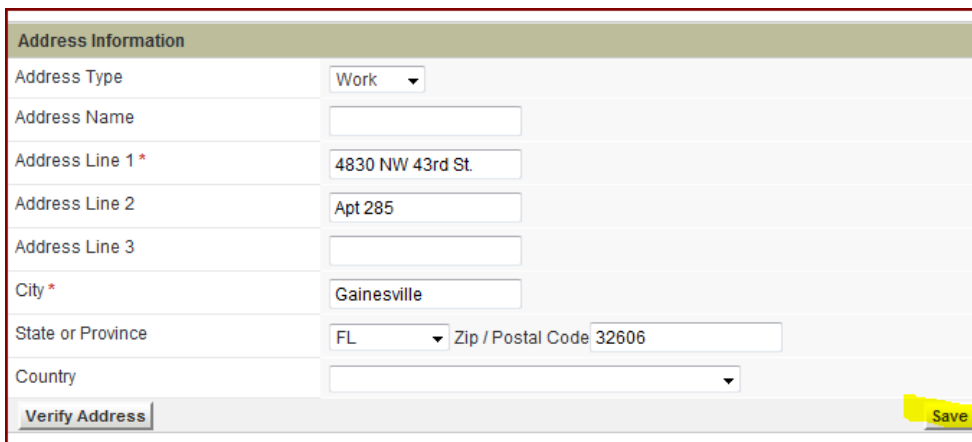 Address Information
Address Type Work
Address Name
Address Line 1 * 4830 NW 43rd St.
Address Line 2 Apt 285
Address Line 3
City * Gainesville
State or Province FL Zip / Postal Code 32606
Country
Verify Address Save